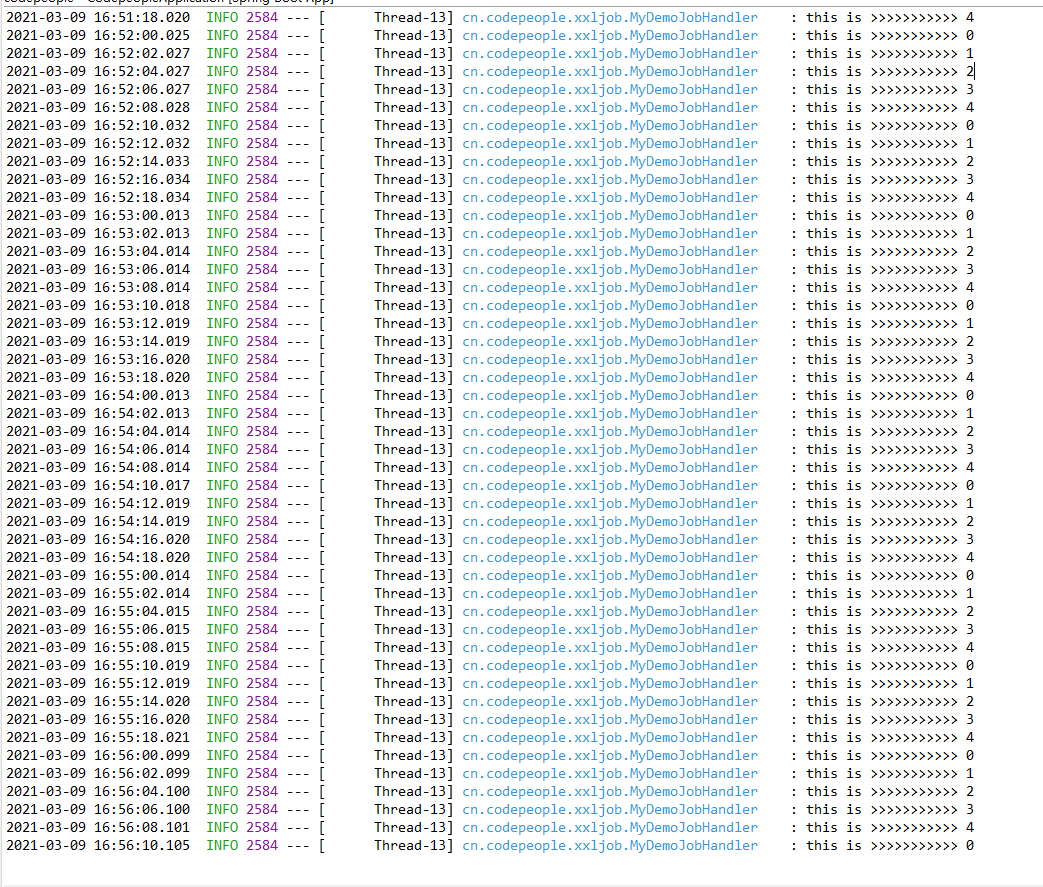 codepeople - CodepeopleApplication [Spring Boot App]
2021-03-09 16:51:18.020  INFO 2584 --- [      Thread-13] cn.codepeople.xxljob.MyDemoJobHandler    : this is >>>>>>>>>>> 4
2021-03-09 16:52:00.025  INFO 2584 --- [      Thread-13] cn.codepeople.xxljob.MyDemoJobHandler    : this is >>>>>>>>>>> 0
2021-03-09 16:52:02.027  INFO 2584 --- [      Thread-13] cn.codepeople.xxljob.MyDemoJobHandler    : this is >>>>>>>>>>> 1
2021-03-09 16:52:04.027  INFO 2584 --- [      Thread-13] cn.codepeople.xxljob.MyDemoJobHandler    : this is >>>>>>>>>>> 2
2021-03-09 16:52:06.027  INFO 2584 --- [      Thread-13] cn.codepeople.xxljob.MyDemoJobHandler    : this is >>>>>>>>>>> 3
2021-03-09 16:52:08.028  INFO 2584 --- [      Thread-13] cn.codepeople.xxljob.MyDemoJobHandler    : this is >>>>>>>>>>> 4
2021-03-09 16:52:10.032  INFO 2584 --- [      Thread-13] cn.codepeople.xxljob.MyDemoJobHandler    : this is >>>>>>>>>>> 0
2021-03-09 16:52:12.032  INFO 2584 --- [      Thread-13] cn.codepeople.xxljob.MyDemoJobHandler    : this is >>>>>>>>>>> 1
2021-03-09 16:52:14.033  INFO 2584 --- [      Thread-13] cn.codepeople.xxljob.MyDemoJobHandler    : this is >>>>>>>>>>> 2
2021-03-09 16:52:16.034  INFO 2584 --- [      Thread-13] cn.codepeople.xxljob.MyDemoJobHandler    : this is >>>>>>>>>>> 3
2021-03-09 16:52:18.034  INFO 2584 --- [      Thread-13] cn.codepeople.xxljob.MyDemoJobHandler    : this is >>>>>>>>>>> 4
2021-03-09 16:53:00.013  INFO 2584 --- [      Thread-13] cn.codepeople.xxljob.MyDemoJobHandler    : this is >>>>>>>>>>> 0
2021-03-09 16:53:02.013  INFO 2584 --- [      Thread-13] cn.codepeople.xxljob.MyDemoJobHandler    : this is >>>>>>>>>>> 1
2021-03-09 16:53:04.014  INFO 2584 --- [      Thread-13] cn.codepeople.xxljob.MyDemoJobHandler    : this is >>>>>>>>>>> 2
2021-03-09 16:53:06.014  INFO 2584 --- [      Thread-13] cn.codepeople.xxljob.MyDemoJobHandler    : this is >>>>>>>>>>> 3
2021-03-09 16:53:08.014  INFO 2584 --- [      Thread-13] cn.codepeople.xxljob.MyDemoJobHandler    : this is >>>>>>>>>>> 4
2021-03-09 16:53:10.018  INFO 2584 --- [      Thread-13] cn.codepeople.xxljob.MyDemoJobHandler    : this is >>>>>>>>>>> 0
2021-03-09 16:53:12.019  INFO 2584 --- [      Thread-13] cn.codepeople.xxljob.MyDemoJobHandler    : this is >>>>>>>>>>> 1
2021-03-09 16:53:14.019  INFO 2584 --- [      Thread-13] cn.codepeople.xxljob.MyDemoJobHandler    : this is >>>>>>>>>>> 2
2021-03-09 16:53:16.020  INFO 2584 --- [      Thread-13] cn.codepeople.xxljob.MyDemoJobHandler    : this is >>>>>>>>>>> 3
2021-03-09 16:53:18.020  INFO 2584 --- [      Thread-13] cn.codepeople.xxljob.MyDemoJobHandler    : this is >>>>>>>>>>> 4
2021-03-09 16:54:00.013  INFO 2584 --- [      Thread-13] cn.codepeople.xxljob.MyDemoJobHandler    : this is >>>>>>>>>>> 0
2021-03-09 16:54:02.013  INFO 2584 --- [      Thread-13] cn.codepeople.xxljob.MyDemoJobHandler    : this is >>>>>>>>>>> 1
2021-03-09 16:54:04.014  INFO 2584 --- [      Thread-13] cn.codepeople.xxljob.MyDemoJobHandler    : this is >>>>>>>>>>> 2
2021-03-09 16:54:06.014  INFO 2584 --- [      Thread-13] cn.codepeople.xxljob.MyDemoJobHandler    : this is >>>>>>>>>>> 3
2021-03-09 16:54:08.014  INFO 2584 --- [      Thread-13] cn.codepeople.xxljob.MyDemoJobHandler    : this is >>>>>>>>>>> 4
2021-03-09 16:54:10.017  INFO 2584 --- [      Thread-13] cn.codepeople.xxljob.MyDemoJobHandler    : this is >>>>>>>>>>> 0
2021-03-09 16:54:12.019  INFO 2584 --- [      Thread-13] cn.codepeople.xxljob.MyDemoJobHandler    : this is >>>>>>>>>>> 1
2021-03-09 16:54:14.019  INFO 2584 --- [      Thread-13] cn.codepeople.xxljob.MyDemoJobHandler    : this is >>>>>>>>>>> 2
2021-03-09 16:54:16.020  INFO 2584 --- [      Thread-13] cn.codepeople.xxljob.MyDemoJobHandler    : this is >>>>>>>>>>> 3
2021-03-09 16:54:18.020  INFO 2584 --- [      Thread-13] cn.codepeople.xxljob.MyDemoJobHandler    : this is >>>>>>>>>>> 4
2021-03-09 16:55:00.014  INFO 2584 --- [      Thread-13] cn.codepeople.xxljob.MyDemoJobHandler    : this is >>>>>>>>>>> 0
2021-03-09 16:55:02.014  INFO 2584 --- [      Thread-13] cn.codepeople.xxljob.MyDemoJobHandler    : this is >>>>>>>>>>> 1
2021-03-09 16:55:04.015  INFO 2584 --- [      Thread-13] cn.codepeople.xxljob.MyDemoJobHandler    : this is >>>>>>>>>>> 2
2021-03-09 16:55:06.015  INFO 2584 --- [      Thread-13] cn.codepeople.xxljob.MyDemoJobHandler    : this is >>>>>>>>>>> 3
2021-03-09 16:55:08.015  INFO 2584 --- [      Thread-13] cn.codepeople.xxljob.MyDemoJobHandler    : this is >>>>>>>>>>> 4
2021-03-09 16:55:10.019  INFO 2584 --- [      Thread-13] cn.codepeople.xxljob.MyDemoJobHandler    : this is >>>>>>>>>>> 0
2021-03-09 16:55:12.019  INFO 2584 --- [      Thread-13] cn.codepeople.xxljob.MyDemoJobHandler    : this is >>>>>>>>>>> 1
2021-03-09 16:55:14.020  INFO 2584 --- [      Thread-13] cn.codepeople.xxljob.MyDemoJobHandler    : this is >>>>>>>>>>> 2
2021-03-09 16:55:16.020  INFO 2584 --- [      Thread-13] cn.codepeople.xxljob.MyDemoJobHandler    : this is >>>>>>>>>>> 3
2021-03-09 16:55:18.021  INFO 2584 --- [      Thread-13] cn.codepeople.xxljob.MyDemoJobHandler    : this is >>>>>>>>>>> 4
2021-03-09 16:56:00.099  INFO 2584 --- [      Thread-13] cn.codepeople.xxljob.MyDemoJobHandler    : this is >>>>>>>>>>> 0
2021-03-09 16:56:02.099  INFO 2584 --- [      Thread-13] cn.codepeople.xxljob.MyDemoJobHandler    : this is >>>>>>>>>>> 1
2021-03-09 16:56:04.100  INFO 2584 --- [      Thread-13] cn.codepeople.xxljob.MyDemoJobHandler    : this is >>>>>>>>>>> 2
2021-03-09 16:56:06.100  INFO 2584 --- [      Thread-13] cn.codepeople.xxljob.MyDemoJobHandler    : this is >>>>>>>>>>> 3
2021-03-09 16:56:08.101  INFO 2584 --- [      Thread-13] cn.codepeople.xxljob.MyDemoJobHandler    : this is >>>>>>>>>>> 4
2021-03-09 16:56:10.105  INFO 2584 --- [      Thread-13] cn.codepeople.xxljob.MyDemoJobHandler    : this is >>>>>>>>>>> 0